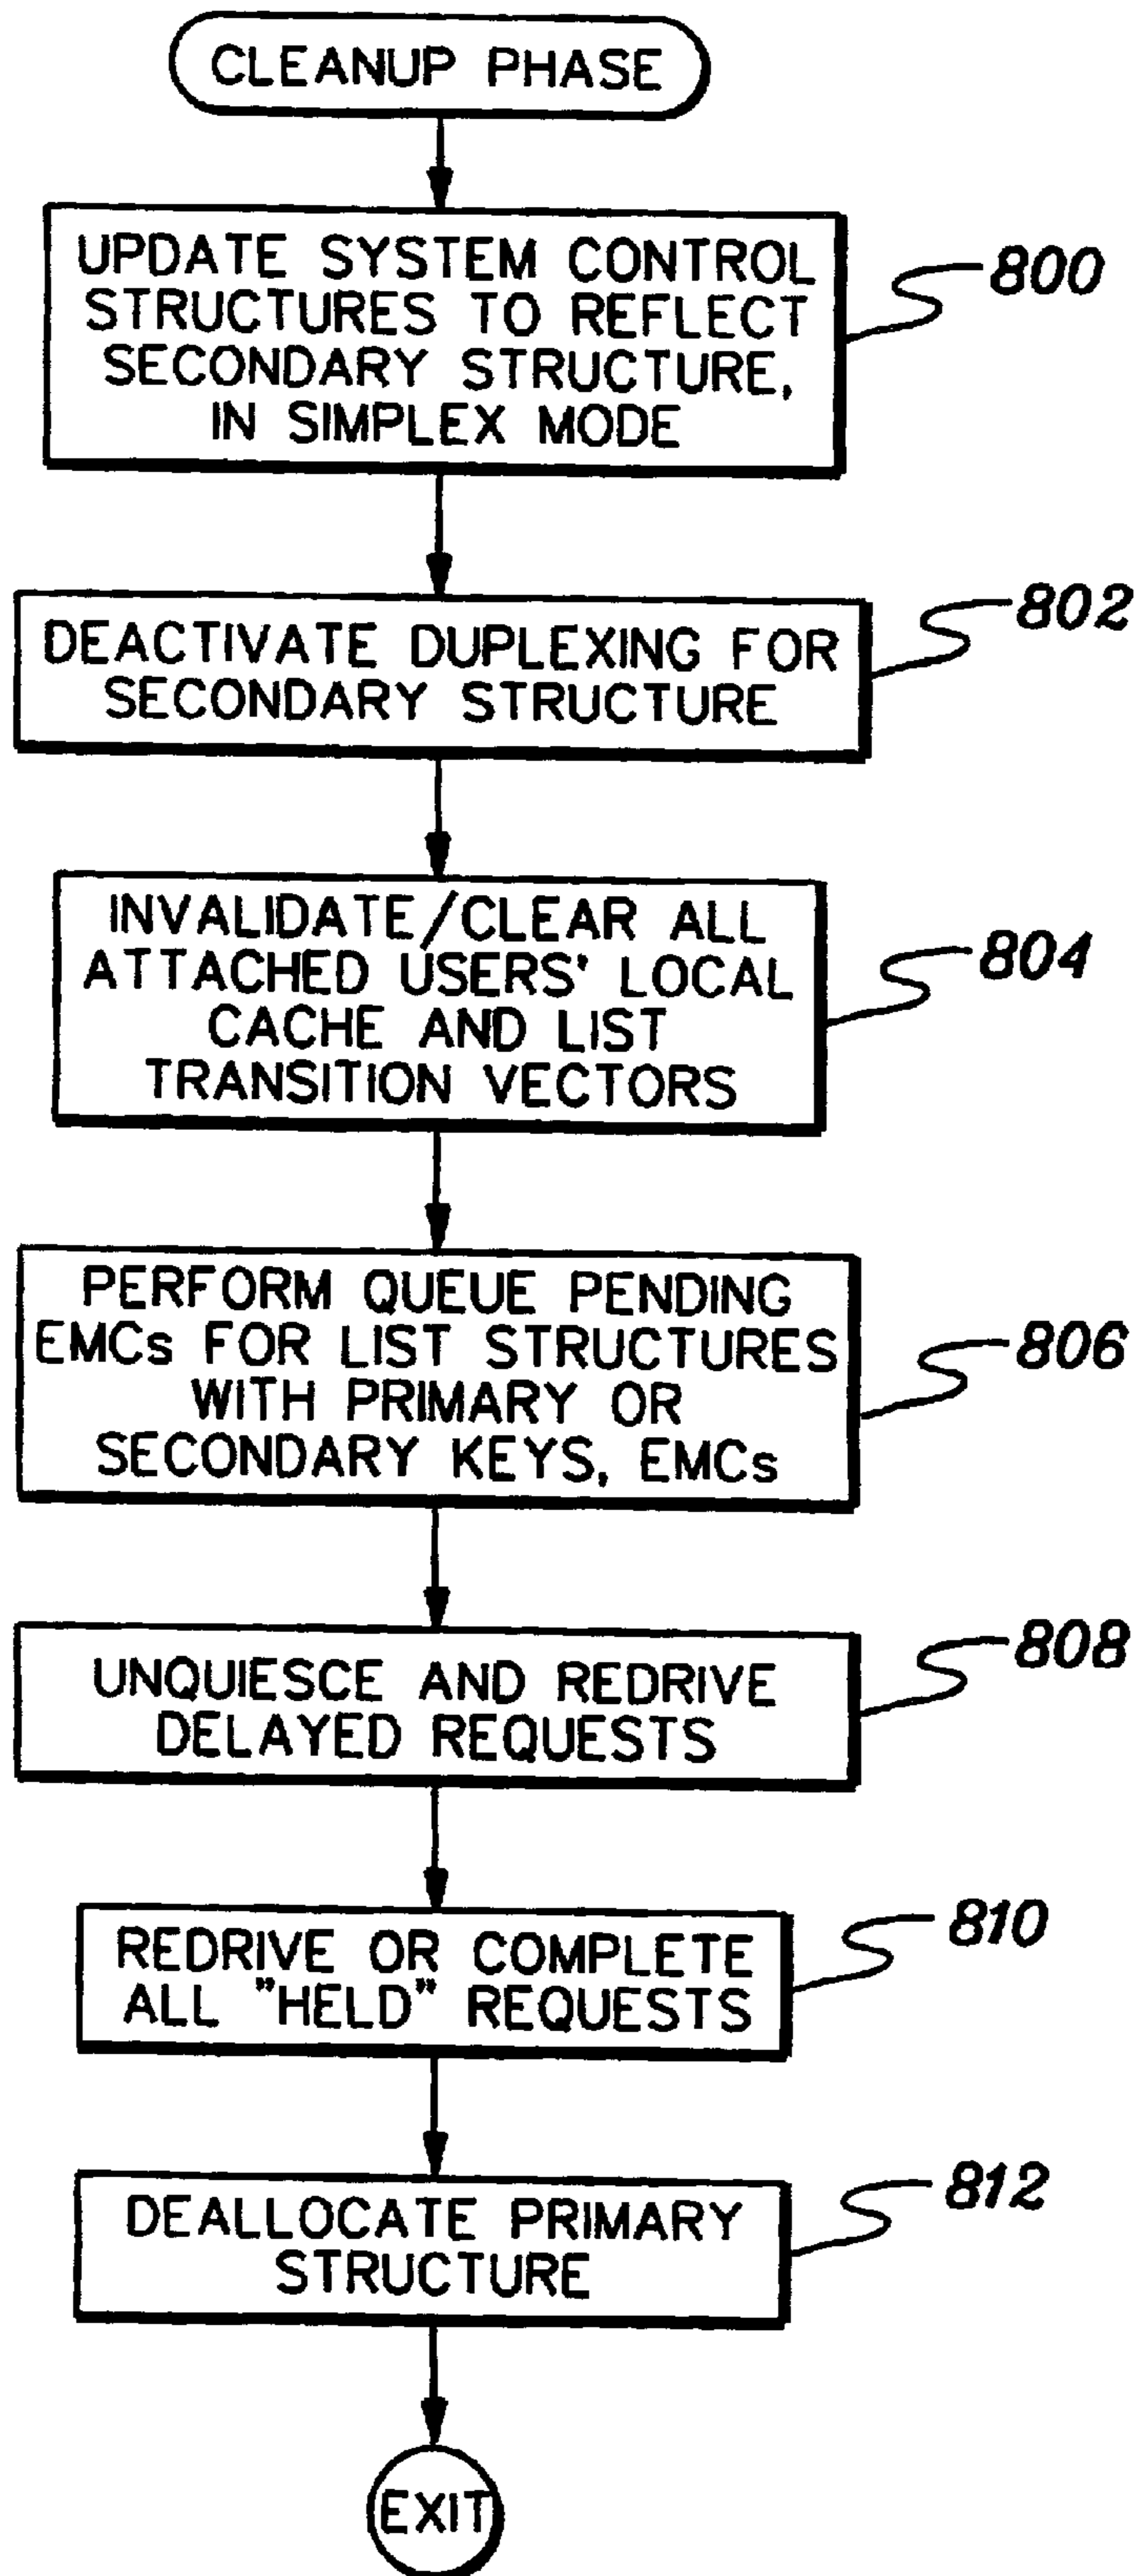 CLEANUP PHASE
UPDATE SYSTEM CONTROL
STRUCTURES TO REFLECT
SECONDARY STRUCTURE,
IN SIMPLEX MODE
800
DEACTIVATE DUPLEXING FOR
SECONDARY STRUCTURE
802
INVALIDATE/CLEAR ALL
ATTACHED USERS' LOCAL
CACHE AND LIST
TRANSITION VECTORS
804
PERFORM QUEUE PENDING
EMCs FOR LIST STRUCTURES
WITH PRIMARY OR
SECONDARY KEYS, EMCs
806
UNQUIESCE AND REDRIVE
DELAYED REQUESTS
808
REDRIVE OR COMPLETE
ALL "HELD" REQUESTS
810
DEALLOCATE PRIMARY
STRUCTURE
812
EXIT